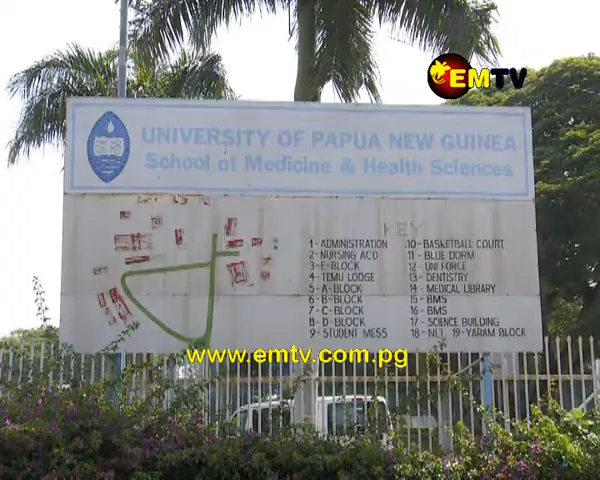 EMTV
UNIVERSITY OF PAPUA NEW GUINEA
School of Medicine & Health Sciences
KEY
1 - ADMINISTRATION
2 - NURSING ACD
3 - E-BLOCK
4 - TEMU LODGE
5 - A-BLOCK
6 - B-BLOCK
7 - C-BLOCK
8 - D-BLOCK
9 - STUDENT MESS
10 - BASKETBALL COURT
11 - BLUE DORM
12 - UNI FORCE
13 - DENTISTRY
14 - MEDICAL LIBRARY
15 - BMS
16 - BMS
17 - SCIENCE BUILDING
18 - NLT, 19-YARAM BLOCK
www.emtv.com.pg